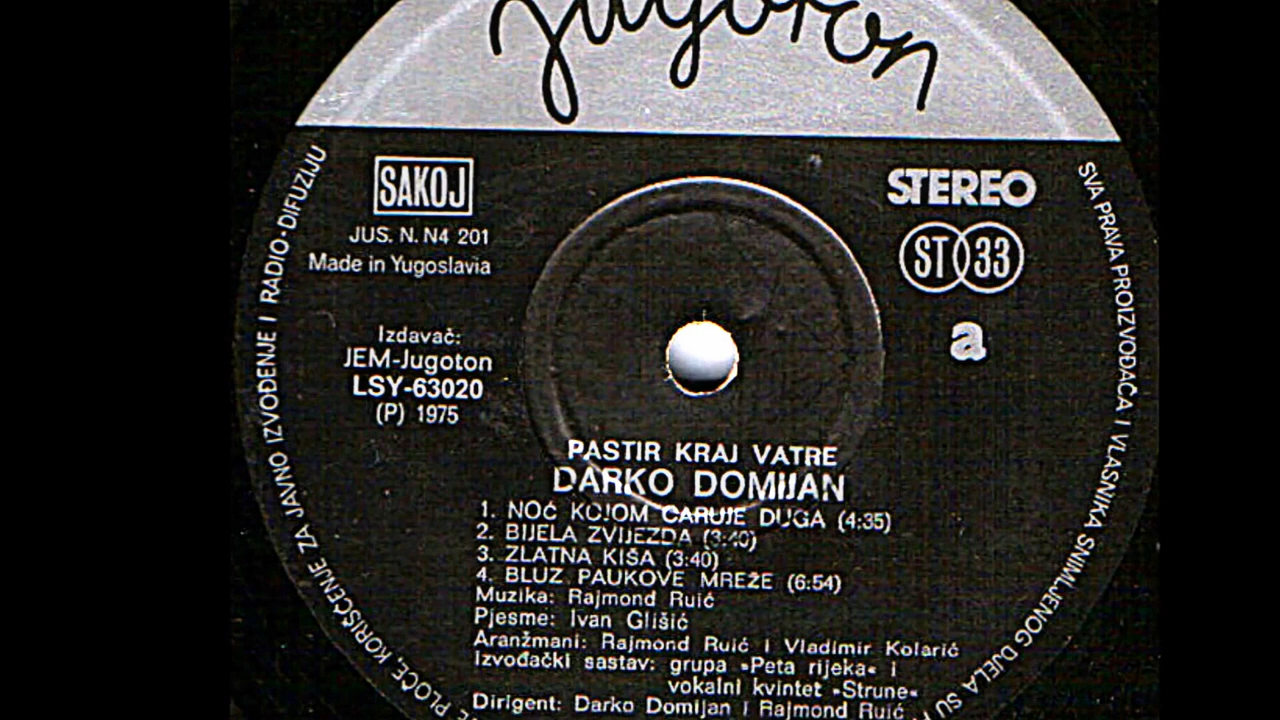 Jugoton
SAKOJ
JUS. N. N4 201
Made in Yugoslavia
STEREO
ST 33
a
Izdavač:
JEM-Jugoton
LSY-63020
(P) 1975
PASTIR KRAJ VATRE
DARKO DOMIJAN
1. NOĆ KOJOM CARUJE DUGA (4:35)
2. BIJELA ZVIJEZDA (3:40)
3. ZLATNA KIŠA (3:40)
4. BLUZ PAUKOVE MREŽE (6:54)
Muzika: Rajmond Ruić
Pjesme: Ivan Glišić
Aranžmani: Rajmond Ruić i Vladimir Kolarić
Izvođački sastav: grupa »Peta rijeka« i
vokalni kvintet »Strune«
Dirigent: Darko Domijan i Rajmond Ruić
SVA PRAVA PROIZVOĐAČA I VLASNIKA SNIMLJENOG DJELA SU
PLOČE, KORIŠĆENJE ZA JAVNO IZVOĐENJE I RADIO-DIFUZIJU